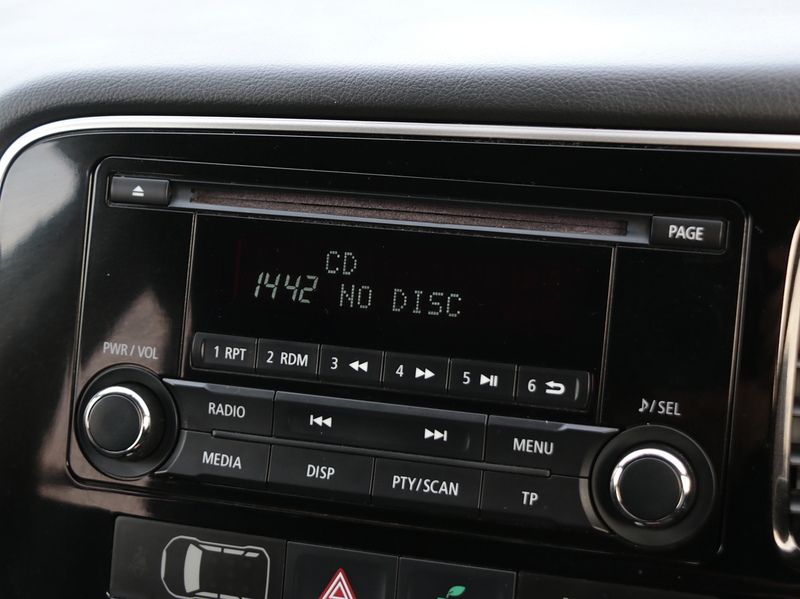 PAGE
CD
1442 NO DISC
PWR/VOL
1 RPT 2 RDM 3 4 5 6
♪/SEL
RADIO
MENU
MEDIA DISP PTY/SCAN TP